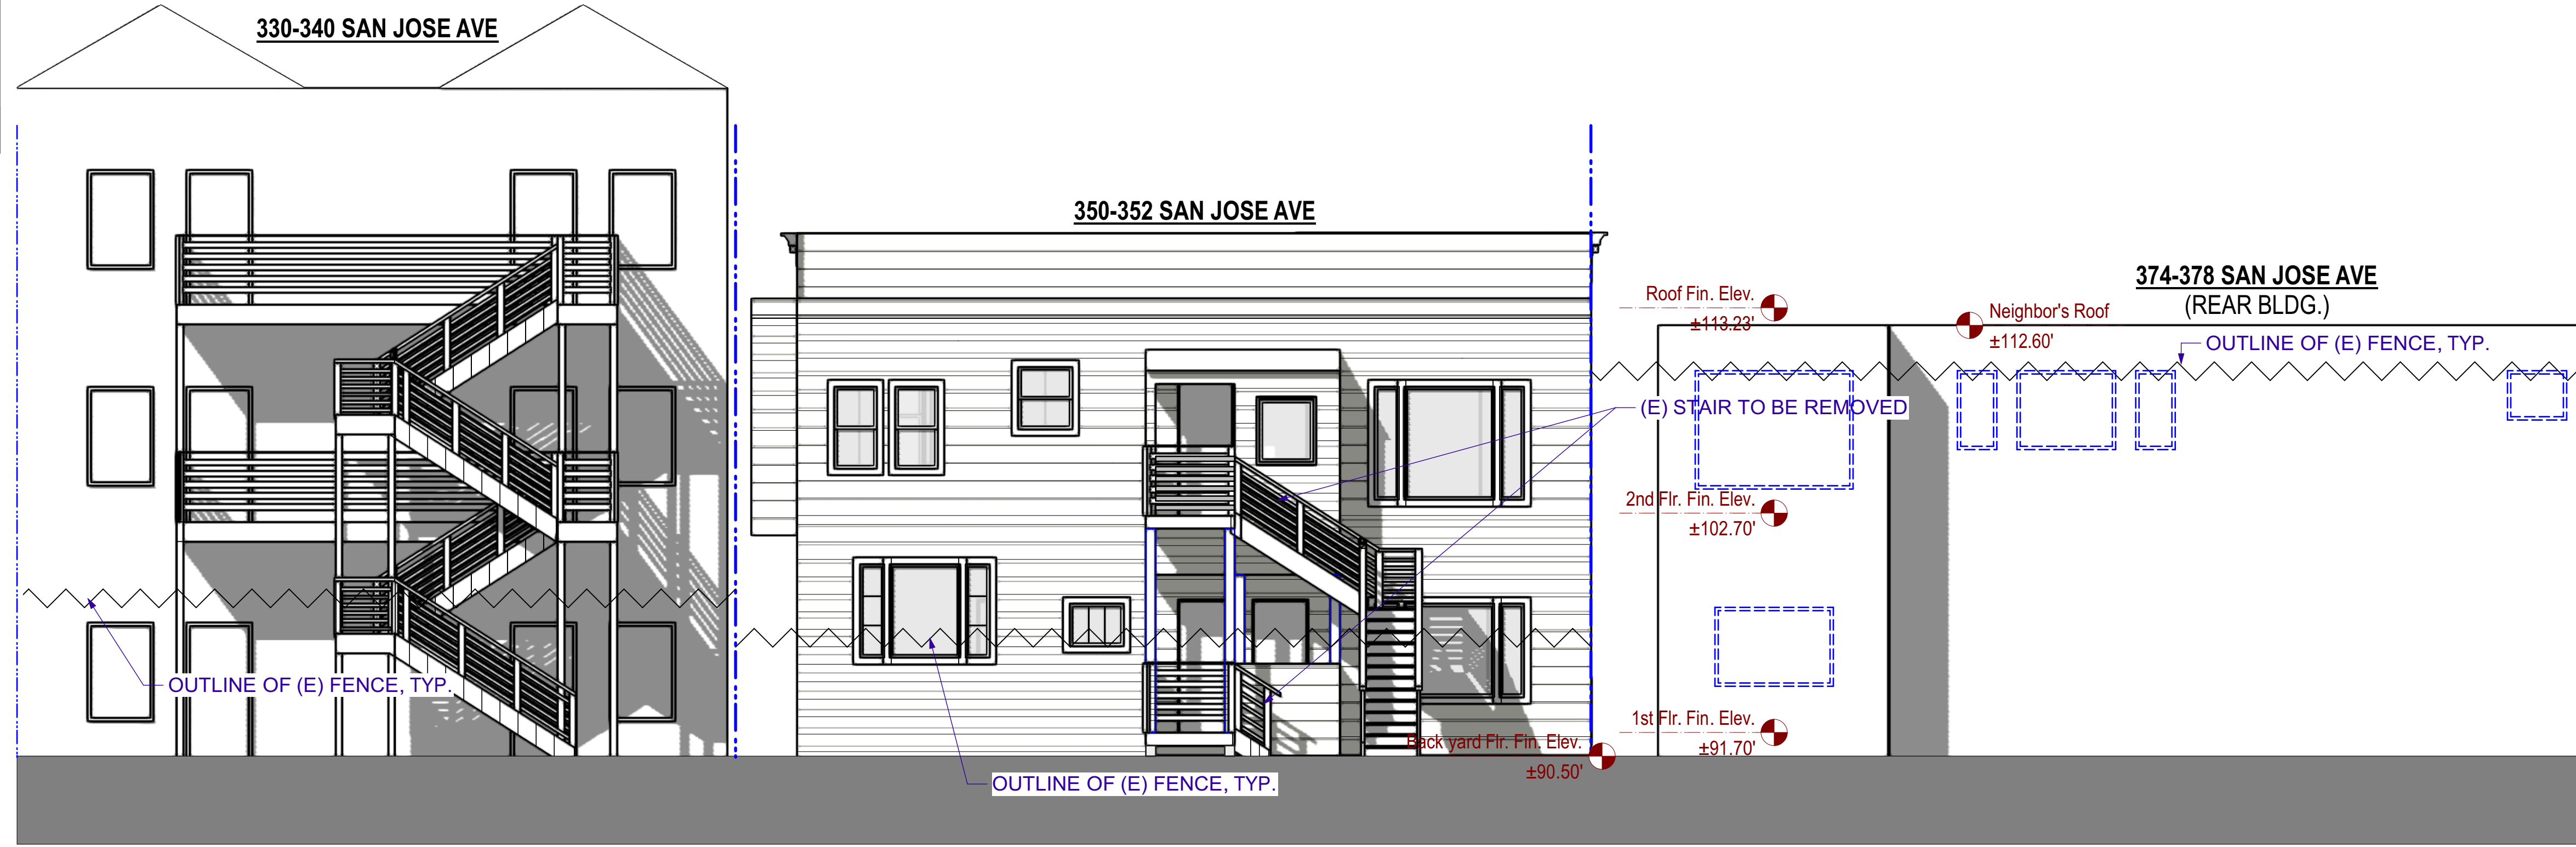 330-340 SAN JOSE AVE
350-352 SAN JOSE AVE
374-378 SAN JOSE AVE
(REAR BLDG.)
Roof Fin. Elev.
±113.23'
Neighbor's Roof
±112.60'
OUTLINE OF (E) FENCE, TYP.
(E) STAIR TO BE REMOVED
2nd Flr. Fin. Elev.
±102.70'
OUTLINE OF (E) FENCE, TYP.
1st Flr. Fin. Elev.
±91.70'
Back yard Flr. Fin. Elev.
±90.50'
OUTLINE OF (E) FENCE, TYP.